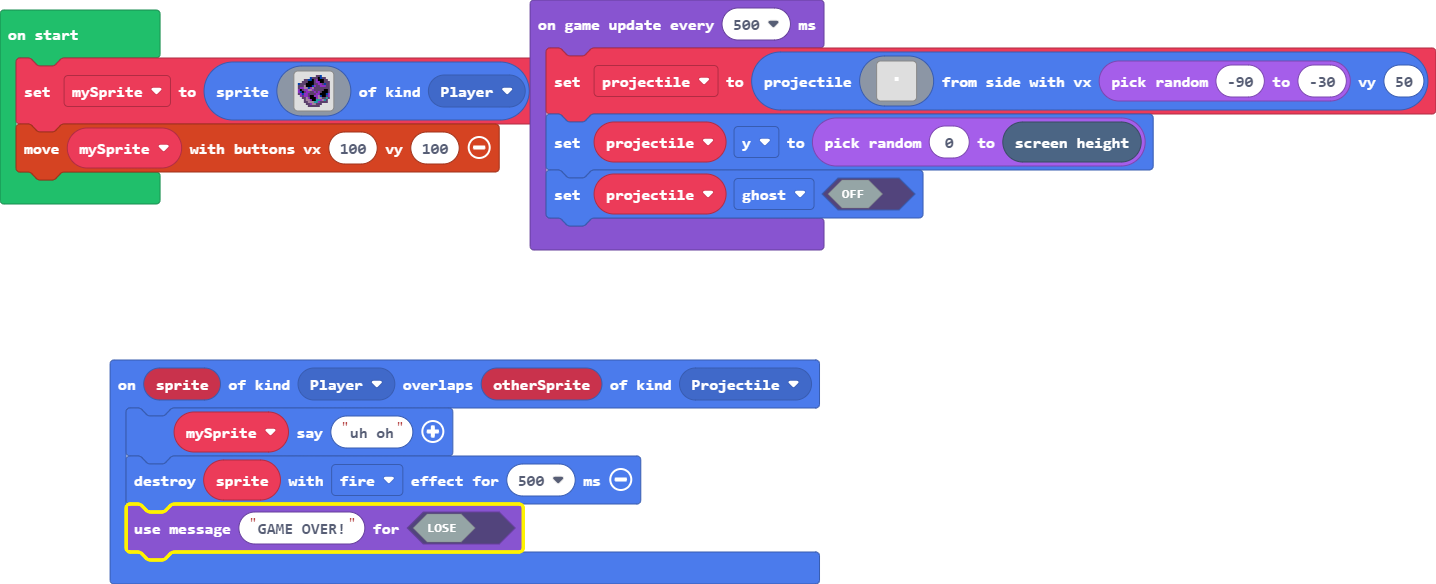 on start
set mySprite to sprite of kind Player
move mySprite with buttons vx 100 vy 100
on game update every 500 ms
set projectile to projectile from side with vx pick random -90 to -30 vy 50
set projectile y to pick random 0 to screen height
set projectile ghost OFF
on sprite of kind Player overlaps otherSprite of kind Projectile
mySprite say "uh oh"
destroy sprite with fire effect for 500 ms
use message "GAME OVER!" for LOSE